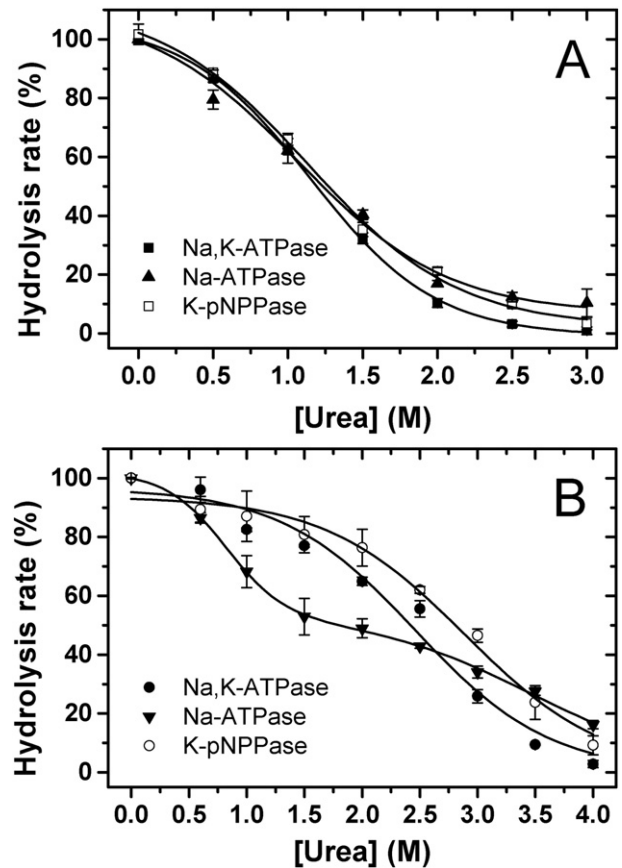 A
Hydrolysis rate (%)
100
80
60
40
20
0
Na,K-ATPase
Na-ATPase
K-pNPPase
0.0 0.5 1.0 1.5 2.0 2.5 3.0
[Urea] (M)
B
Hydrolysis rate (%)
100
80
60
40
20
0
Na,K-ATPase
Na-ATPase
K-pNPPase
0.0 0.5 1.0 1.5 2.0 2.5 3.0 3.5 4.0
[Urea] (M)